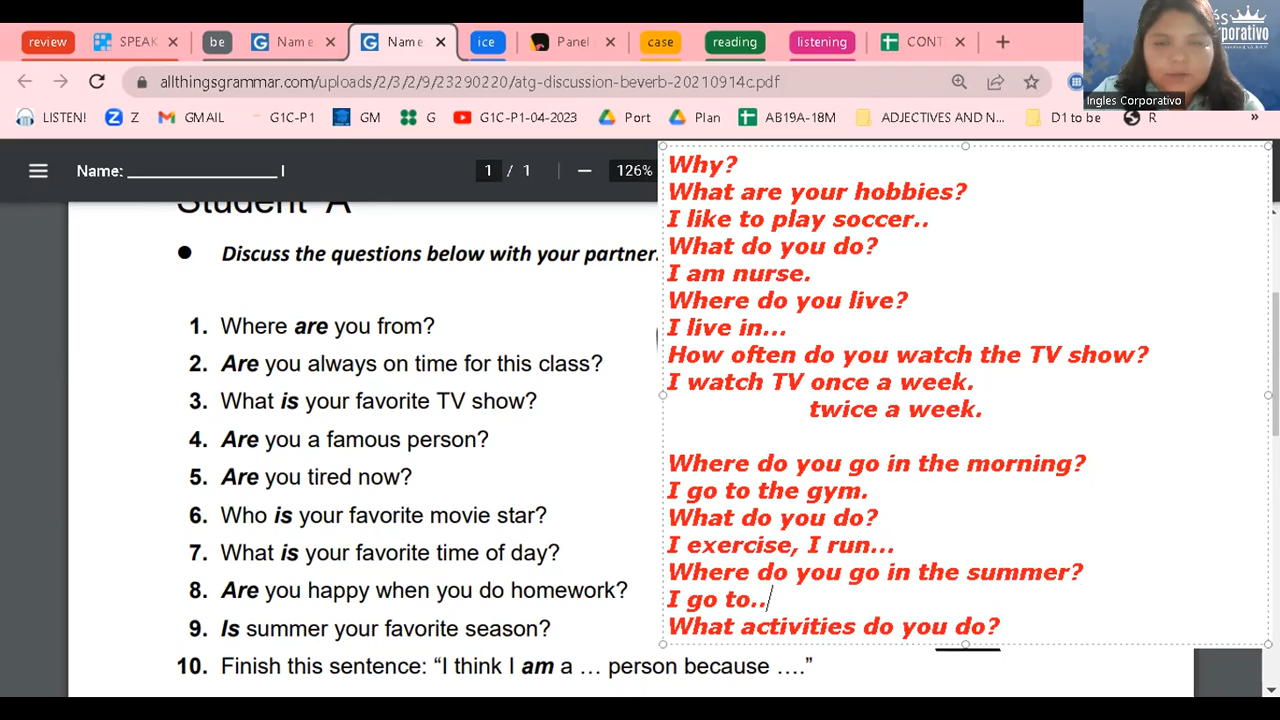 review
SPEAK
be
Name
Name
ice
Panel
case
reading
listening
CONT
allthingsgrammar.com/uploads/2/3/2/9/23290220/atg-discussion-beverb-20210914c.pdf
LISTEN!
Z
GMAIL
G1C-P1
GM
G
G1C-P1-04-2023
Port
Plan
AB19A-18M
ADJECTIVES AND N...
D1 to be
R
»
és
rporativo
Ingles Corporativo
Name: ______________ I
1 / 1
126%
Student A
Discuss the questions below with your partner.
1. Where are you from?
2. Are you always on time for this class?
3. What is your favorite TV show?
4. Are you a famous person?
5. Are you tired now?
6. Who is your favorite movie star?
7. What is your favorite time of day?
8. Are you happy when you do homework?
9. Is summer your favorite season?
10. Finish this sentence: “I think I am a … person because ….”
Why?
What are your hobbies?
I like to play soccer..
What do you do?
I am nurse.
Where do you live?
I live in...
How often do you watch the TV show?
I watch TV once a week.
twice a week.
Where do you go in the morning?
I go to the gym.
What do you do?
I exercise, I run...
Where do you go in the summer?
I go to..
What activities do you do?